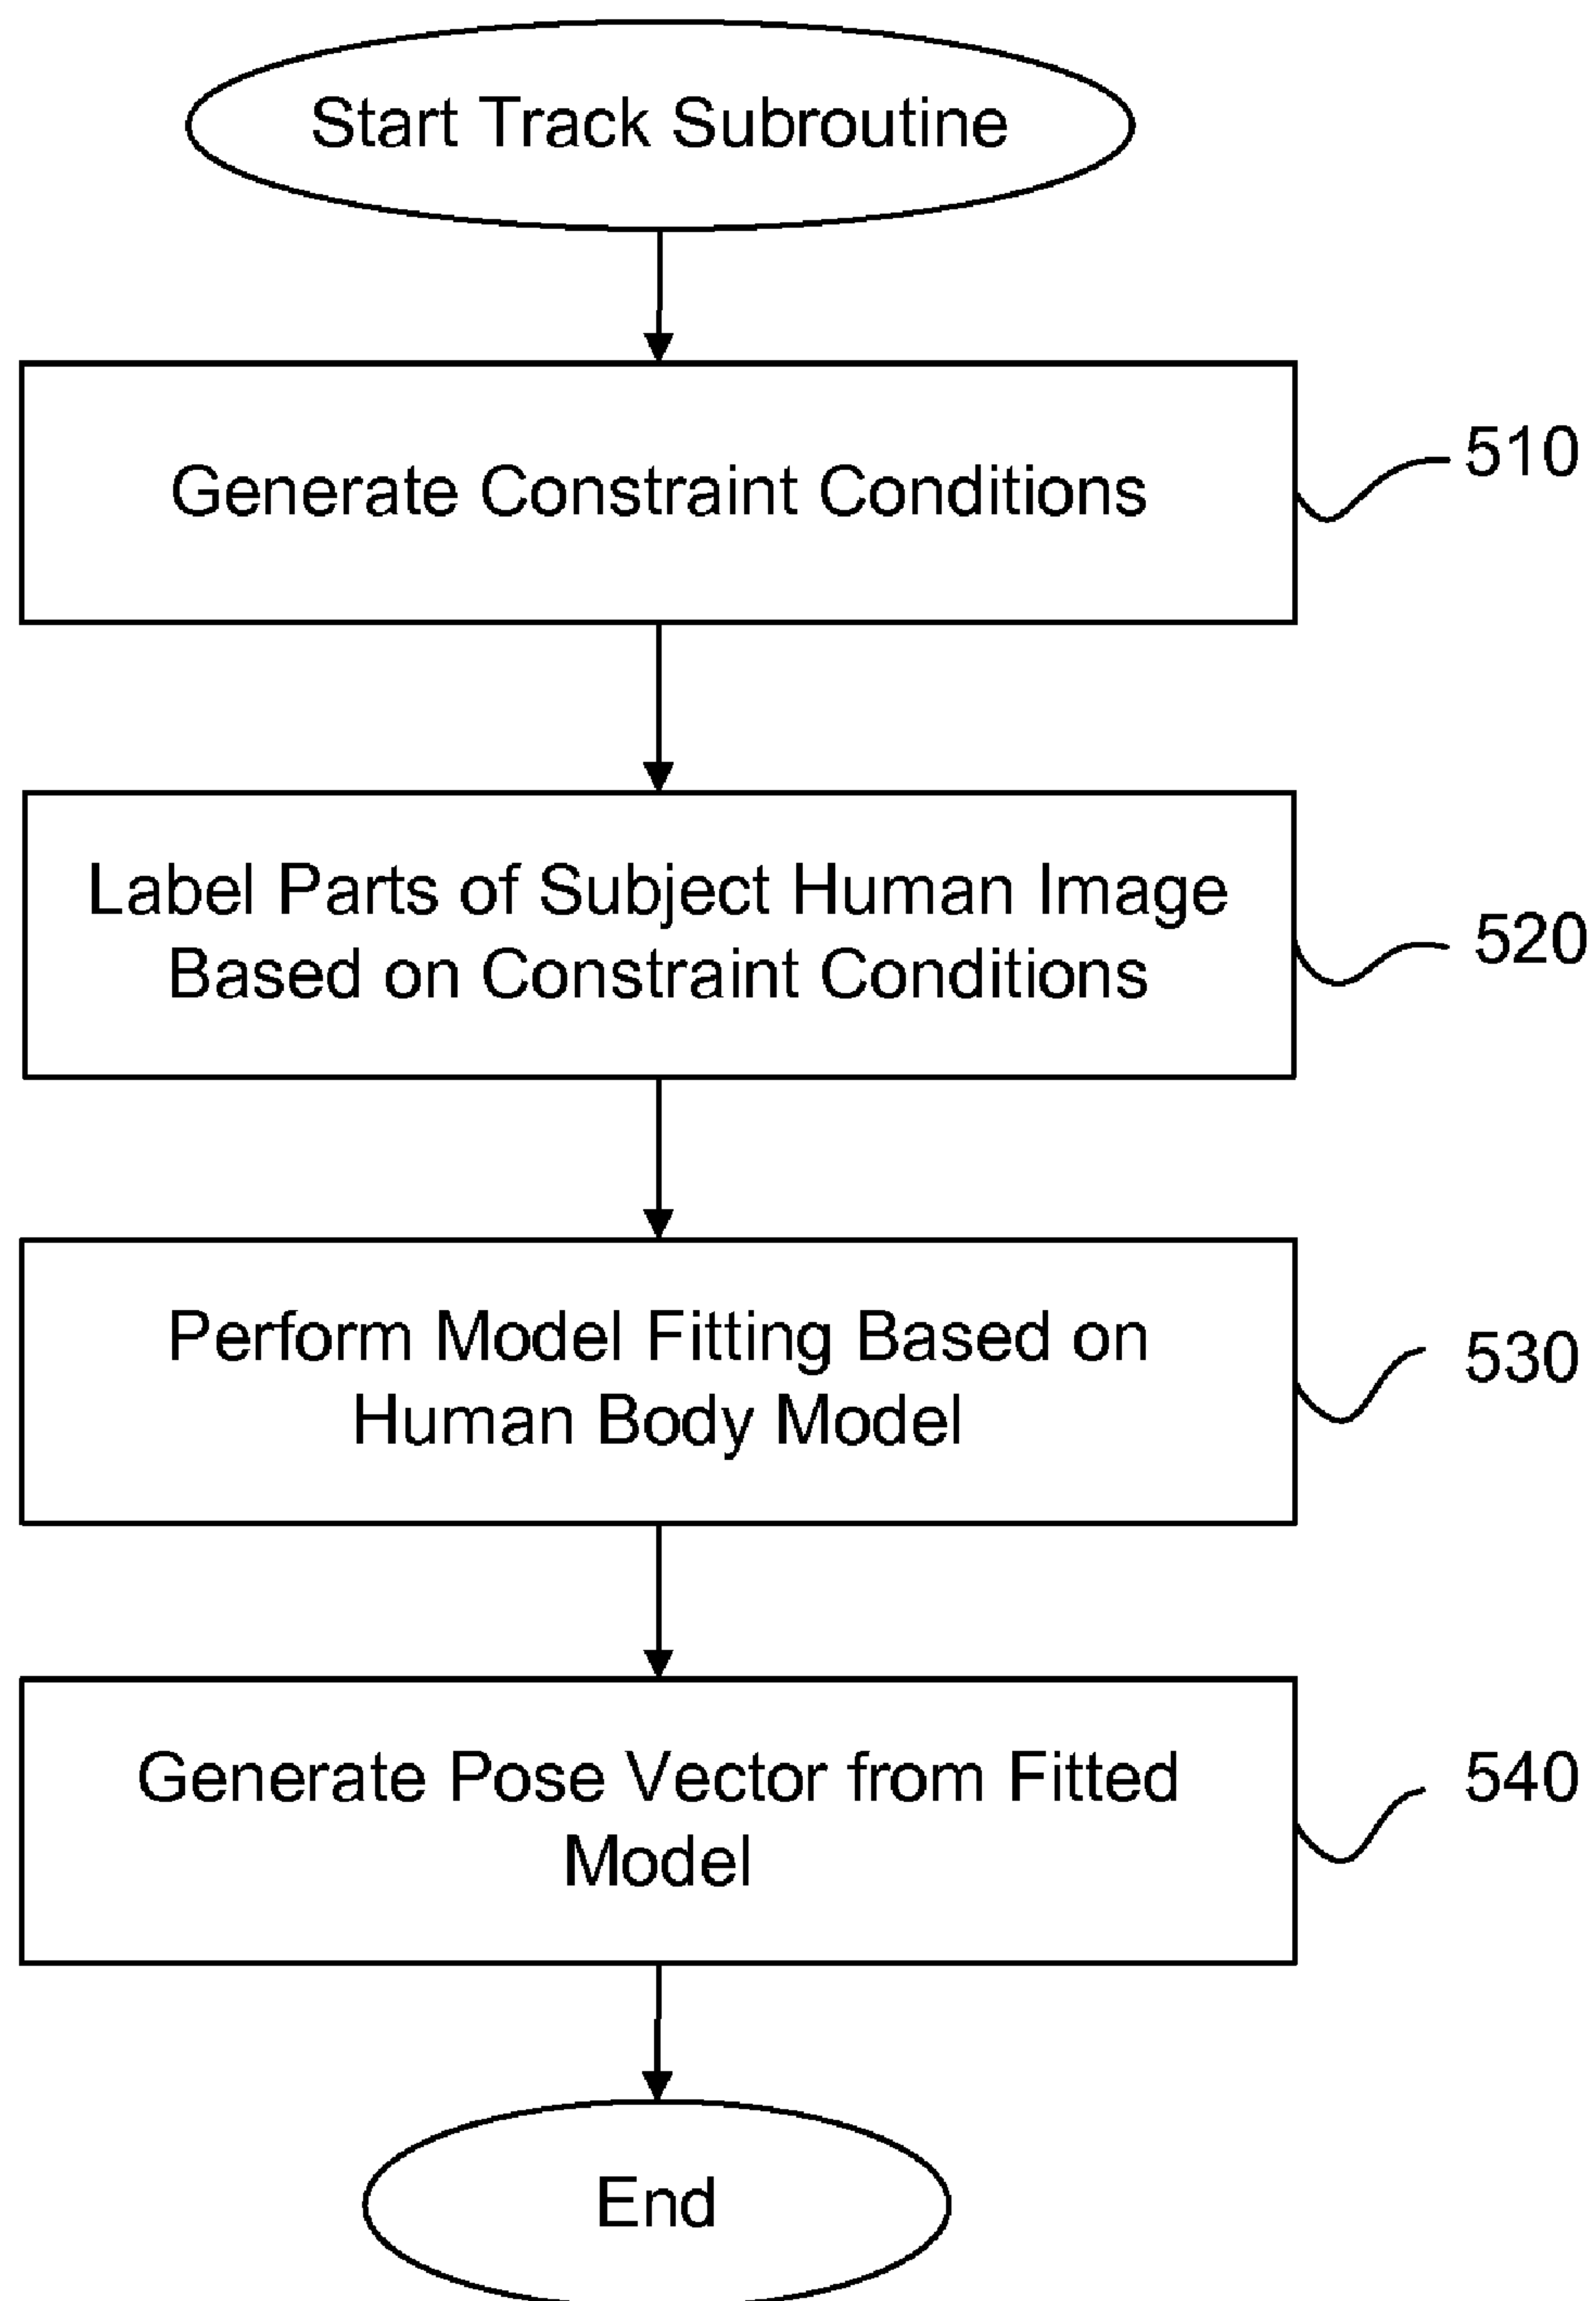 Start Track Subroutine
Generate Constraint Conditions
510
Label Parts of Subject Human Image
Based on Constraint Conditions
520
Perform Model Fitting Based on
Human Body Model
530
Generate Pose Vector from Fitted
Model
540
End